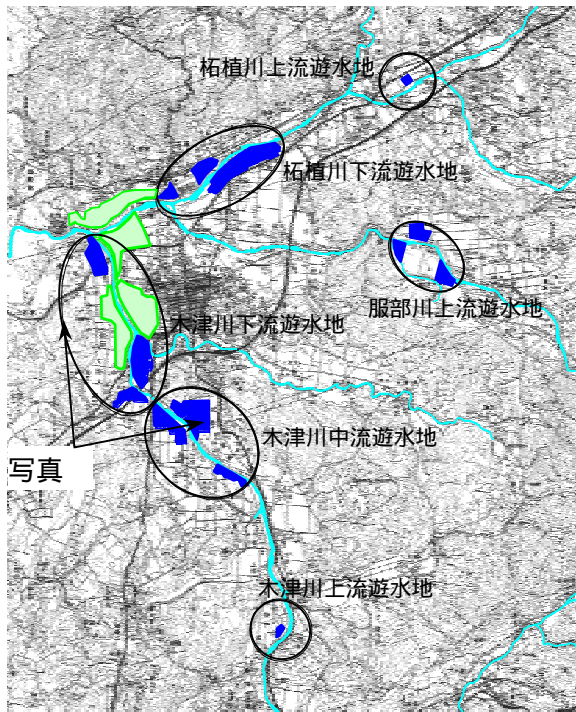 柘植川上流遊水地
柘植川下流遊水地
服部川上流遊水地
木津川下流遊水地
木津川中流遊水地
写真
木津川上流遊水地